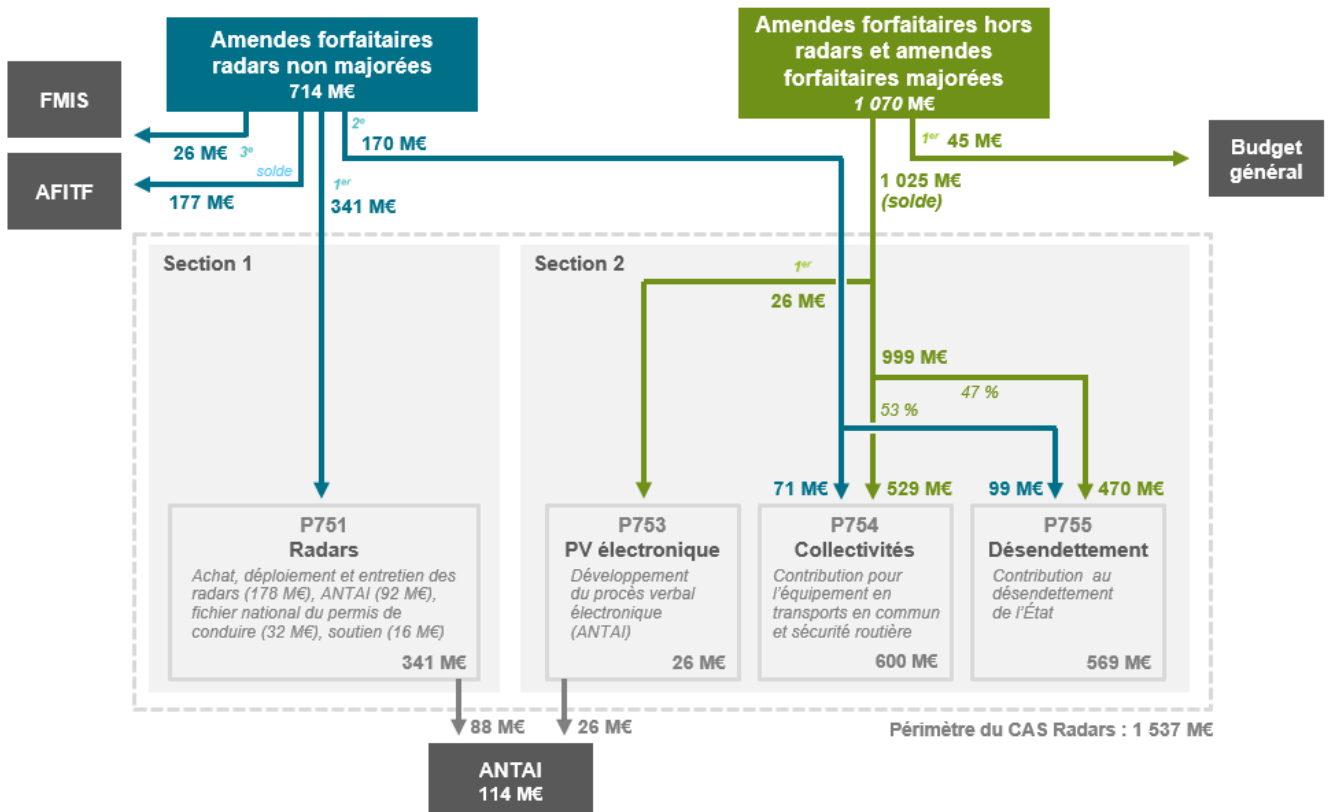 Amendes forfaitaires
radars non majorées
714 M€
Amendes forfaitaires hors
radars et amendes
forfaitaires majorées
1 070 M€
FMIS
AFITF
Budget
général
26 M€
3e
solde
177 M€
1er
341 M€
2e
170 M€
1er 45 M€
1 025 M€
(solde)
Section 1
Section 2
1er
26 M€
999 M€
47 %
53 %
71 M€
529 M€
99 M€
470 M€
P751
Radars
Achat, déploiement et entretien des
radars (178 M€), ANTAI (92 M€),
fichier national du permis de
conduire (32 M€), soutien (16 M€)
341 M€
P753
PV électronique
Développement
du procès verbal
électronique
(ANTAI)
26 M€
P754
Collectivités
Contribution pour
l'équipement en
transports en commun
et sécurité routière
600 M€
P755
Désendettement
Contribution au
désendettement
de l'État
569 M€
88 M€
26 M€
Périmètre du CAS Radars : 1 537 M€
ANTAI
114 M€